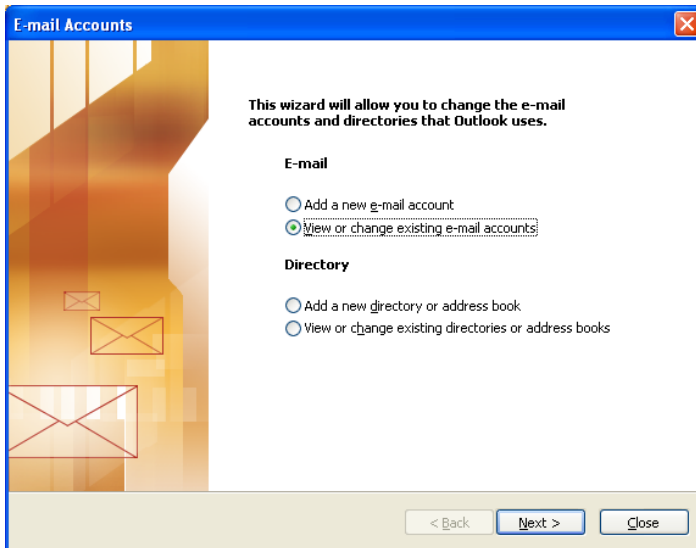 E-mail Accounts
This wizard will allow you to change the e-mail
accounts and directories that Outlook uses.
E-mail
Add a new e-mail account
View or change existing e-mail accounts
Directory
Add a new directory or address book
View or change existing directories or address books
< Back
Next >
Close